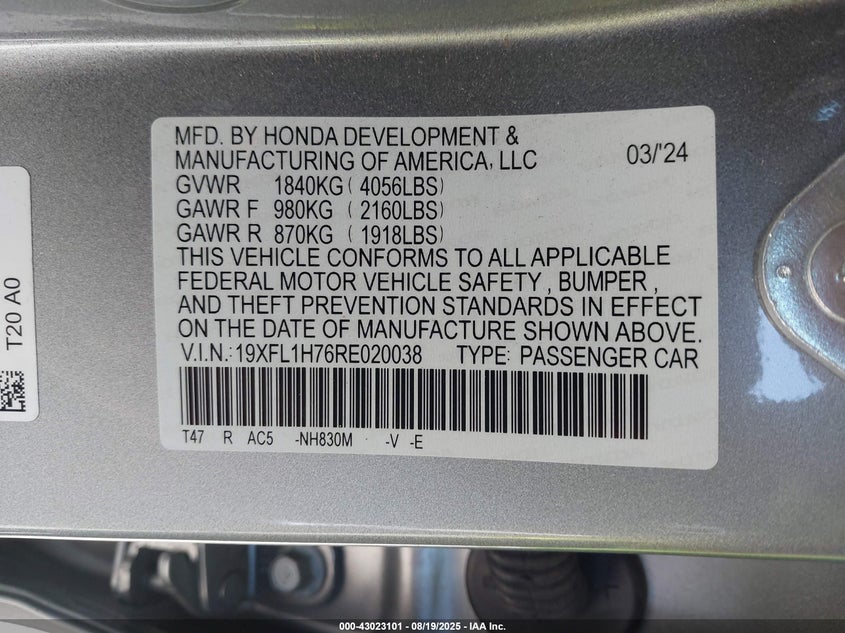 MFD. BY HONDA DEVELOPMENT &
MANUFACTURING OF AMERICA, LLC 03/'24
GVWR 1840KG ( 4056LBS)
GAWR F 980KG ( 2160LBS)
GAWR R 870KG ( 1918LBS)
THIS VEHICLE CONFORMS TO ALL APPLICABLE
FEDERAL MOTOR VEHICLE SAFETY , BUMPER ,
AND THEFT PREVENTION STANDARDS IN EFFECT
ON THE DATE OF MANUFACTURE SHOWN ABOVE.
V.I.N.:19XFL1H76RE020038 TYPE: PASSENGER CAR
T47 R AC5 -NH830M -V -E
T20 A0
000-43023101 - 08/19/2025 - IAA Inc.